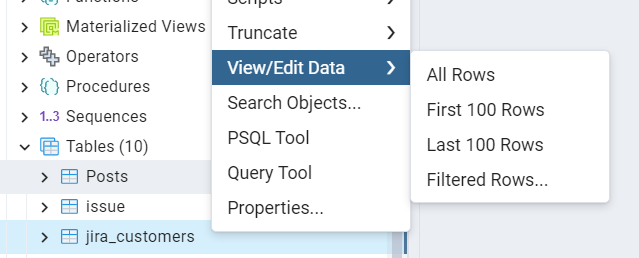 Functions
Materialized Views
Operators
Procedures
1..3 Sequences
Tables (10)
Posts
issue
jira_customers
Scripts
Truncate
View/Edit Data
Search Objects...
PSQL Tool
Query Tool
Properties...
All Rows
First 100 Rows
Last 100 Rows
Filtered Rows...